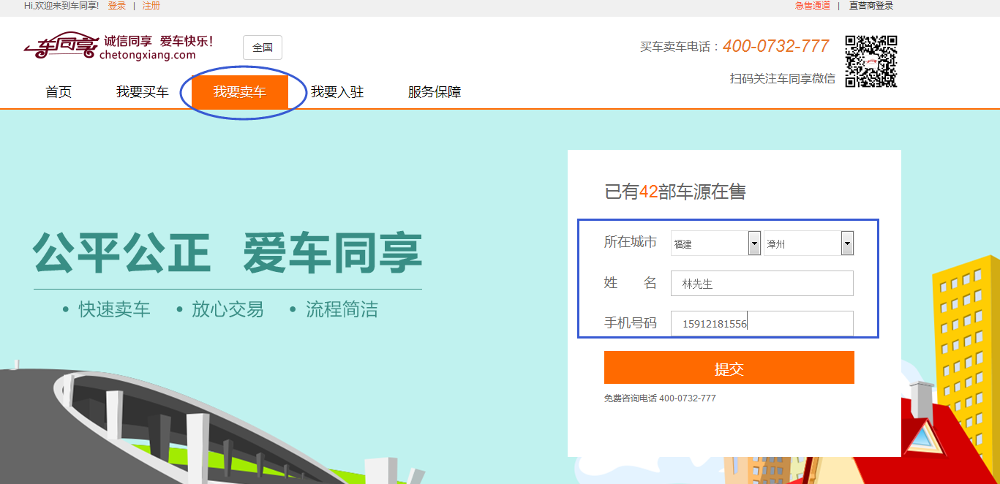 Hi,欢迎来到车同享! 登录 | 注册 急售通道 | 直营商登录
车同享 诚信同享 爱车快乐!
chetongxiang.com
全国
买车卖车电话：400-0732-777
扫码关注车同享微信
首页 我要买车 我要卖车 我要入驻 服务保障
公平公正 爱车同享
• 快速卖车 • 放心交易 • 流程简洁
已有42部车源在售
所在城市 福建 漳州
姓 名 林先生
手机号码 15912181556
提交
免费咨询电话 400-0732-777